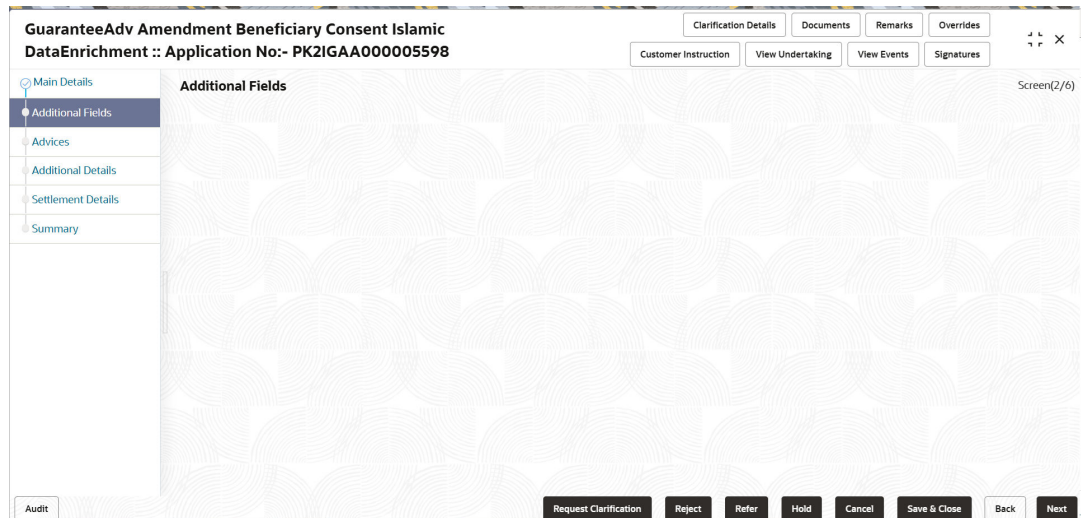 GuaranteeAdv Amendment Beneficiary Consent Islamic
DataEnrichment :: Application No:- PK2IGAA000005598
Clarification Details
Documents
Remarks
Overrides
Customer Instruction
View Undertaking
View Events
Signatures
Main Details
Additional Fields
Advices
Additional Details
Settlement Details
Summary
Additional Fields
Screen(2/6)
Audit
Request Clarification
Reject
Refer
Hold
Cancel
Save & Close
Back
Next